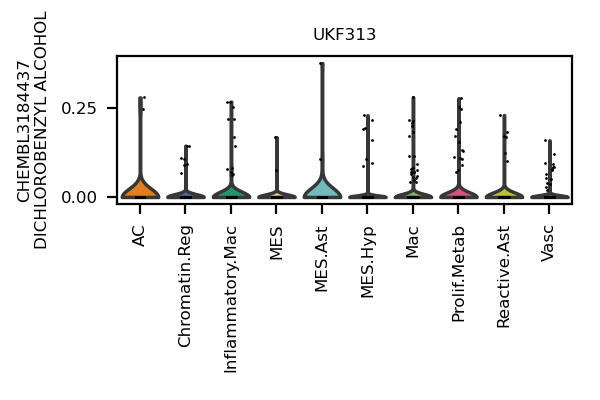 UKF313
CHEMBL3184437
DICHLOROBENZYL ALCOHOL
0.25
0.00
AC
Chromatin.Reg
Inflammatory.Mac
MES
MES.Ast
MES.Hyp
Mac
Prolif.Metab
Reactive.Ast
Vasc